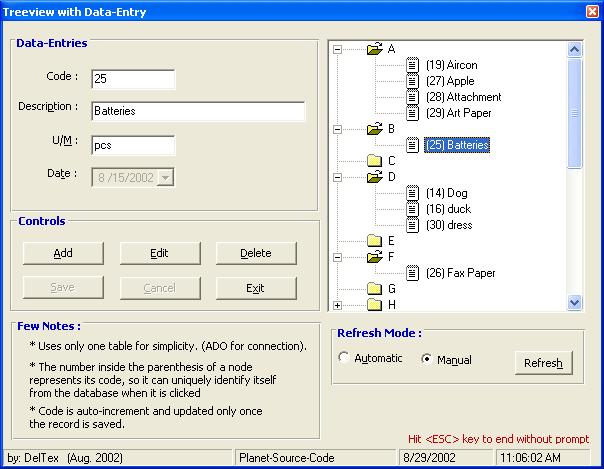 Treeview with Data-Entry
Data-Entries
Code : 25
Description : Batteries
U/M : pcs
Date : 8 /15/2002
Controls
Add Edit Delete
Save Cancel Exit
Few Notes :
* Uses only one table for simplicity. (ADO for connection).
* The number inside the parenthesis of a node
represents its code, so it can uniquely identify itself
from the database when it is clicked
* Code is auto-increment and updated only once
the record is saved.
A
(19) Aircon
(27) Apple
(28) Attachment
(29) Art Paper
B
(25) Batteries
C
D
(14) Dog
(16) duck
(30) dress
E
F
(26) Fax Paper
G
H
Refresh Mode :
Automatic Manual Refresh
Hit <ESC> key to end without prompt
by: DelTex (Aug. 2002) Planet-Source-Code 8/29/2002 11:06:02 AM